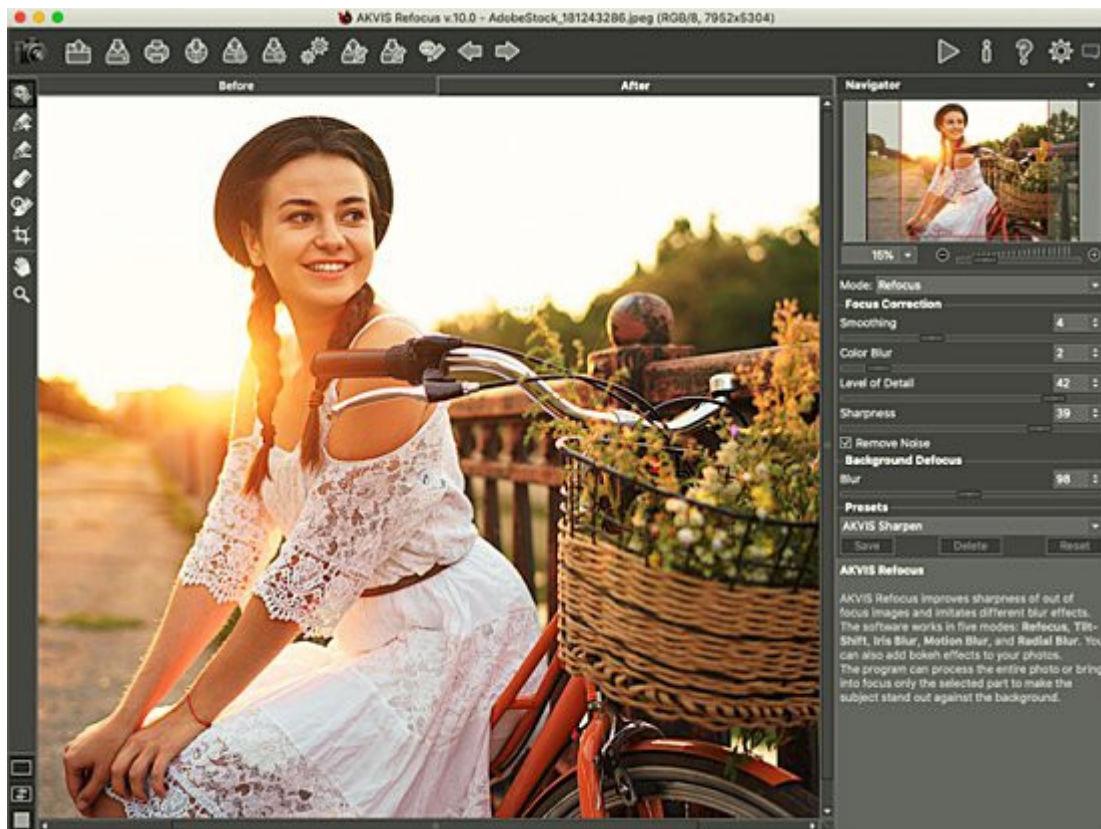 AKVIS Refocus v.10.0 - AdobeStock_181243286.jpeg (RGB/8, 7952x5304)
Before
After
Navigator
15%
Mode: Refocus
Focus Correction
Smoothing 4
Color Blur 2
Level of Detail 42
Sharpness 39
Remove Noise
Background Defocus
Blur 98
Presets
AKVIS Sharpen
Save Delete Reset
AKVIS Refocus
AKVIS Refocus improves sharpness of out of
focus images and imitates different blur effects.
The software works in five modes: Refocus, Tilt-
Shift, Iris Blur, Motion Blur, and Radial Blur. You
can also add bokeh effects to your photos.
The program can process the entire photo or bring
into focus only the selected part to make the
subject stand out against the background.